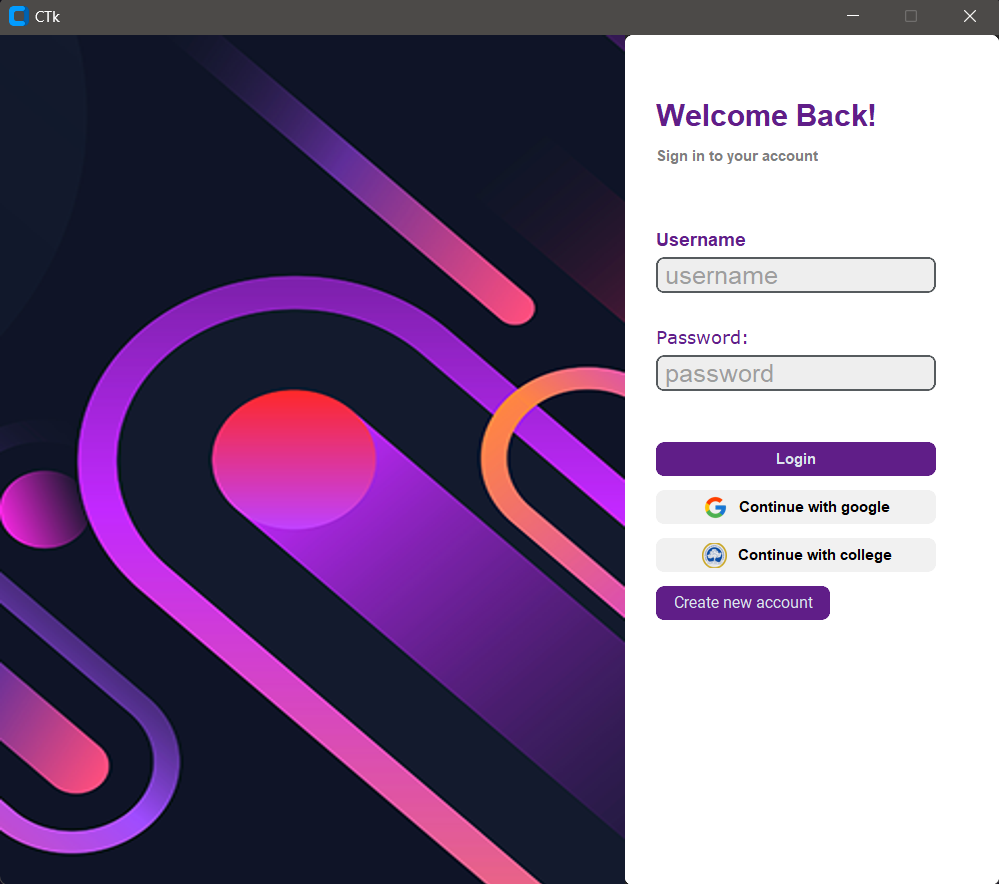 CTk
Welcome Back!
Sign in to your account
Username
username
Password:
password
Login
Continue with google
Continue with college
Create new account